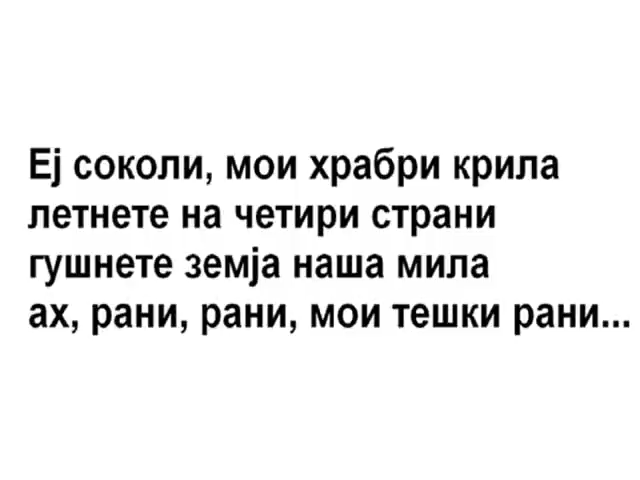 Еј соколи, мои храбри крила
летнете на четири страни
гушнете земја наша мила
ах, рани, рани, мои тешки рани...